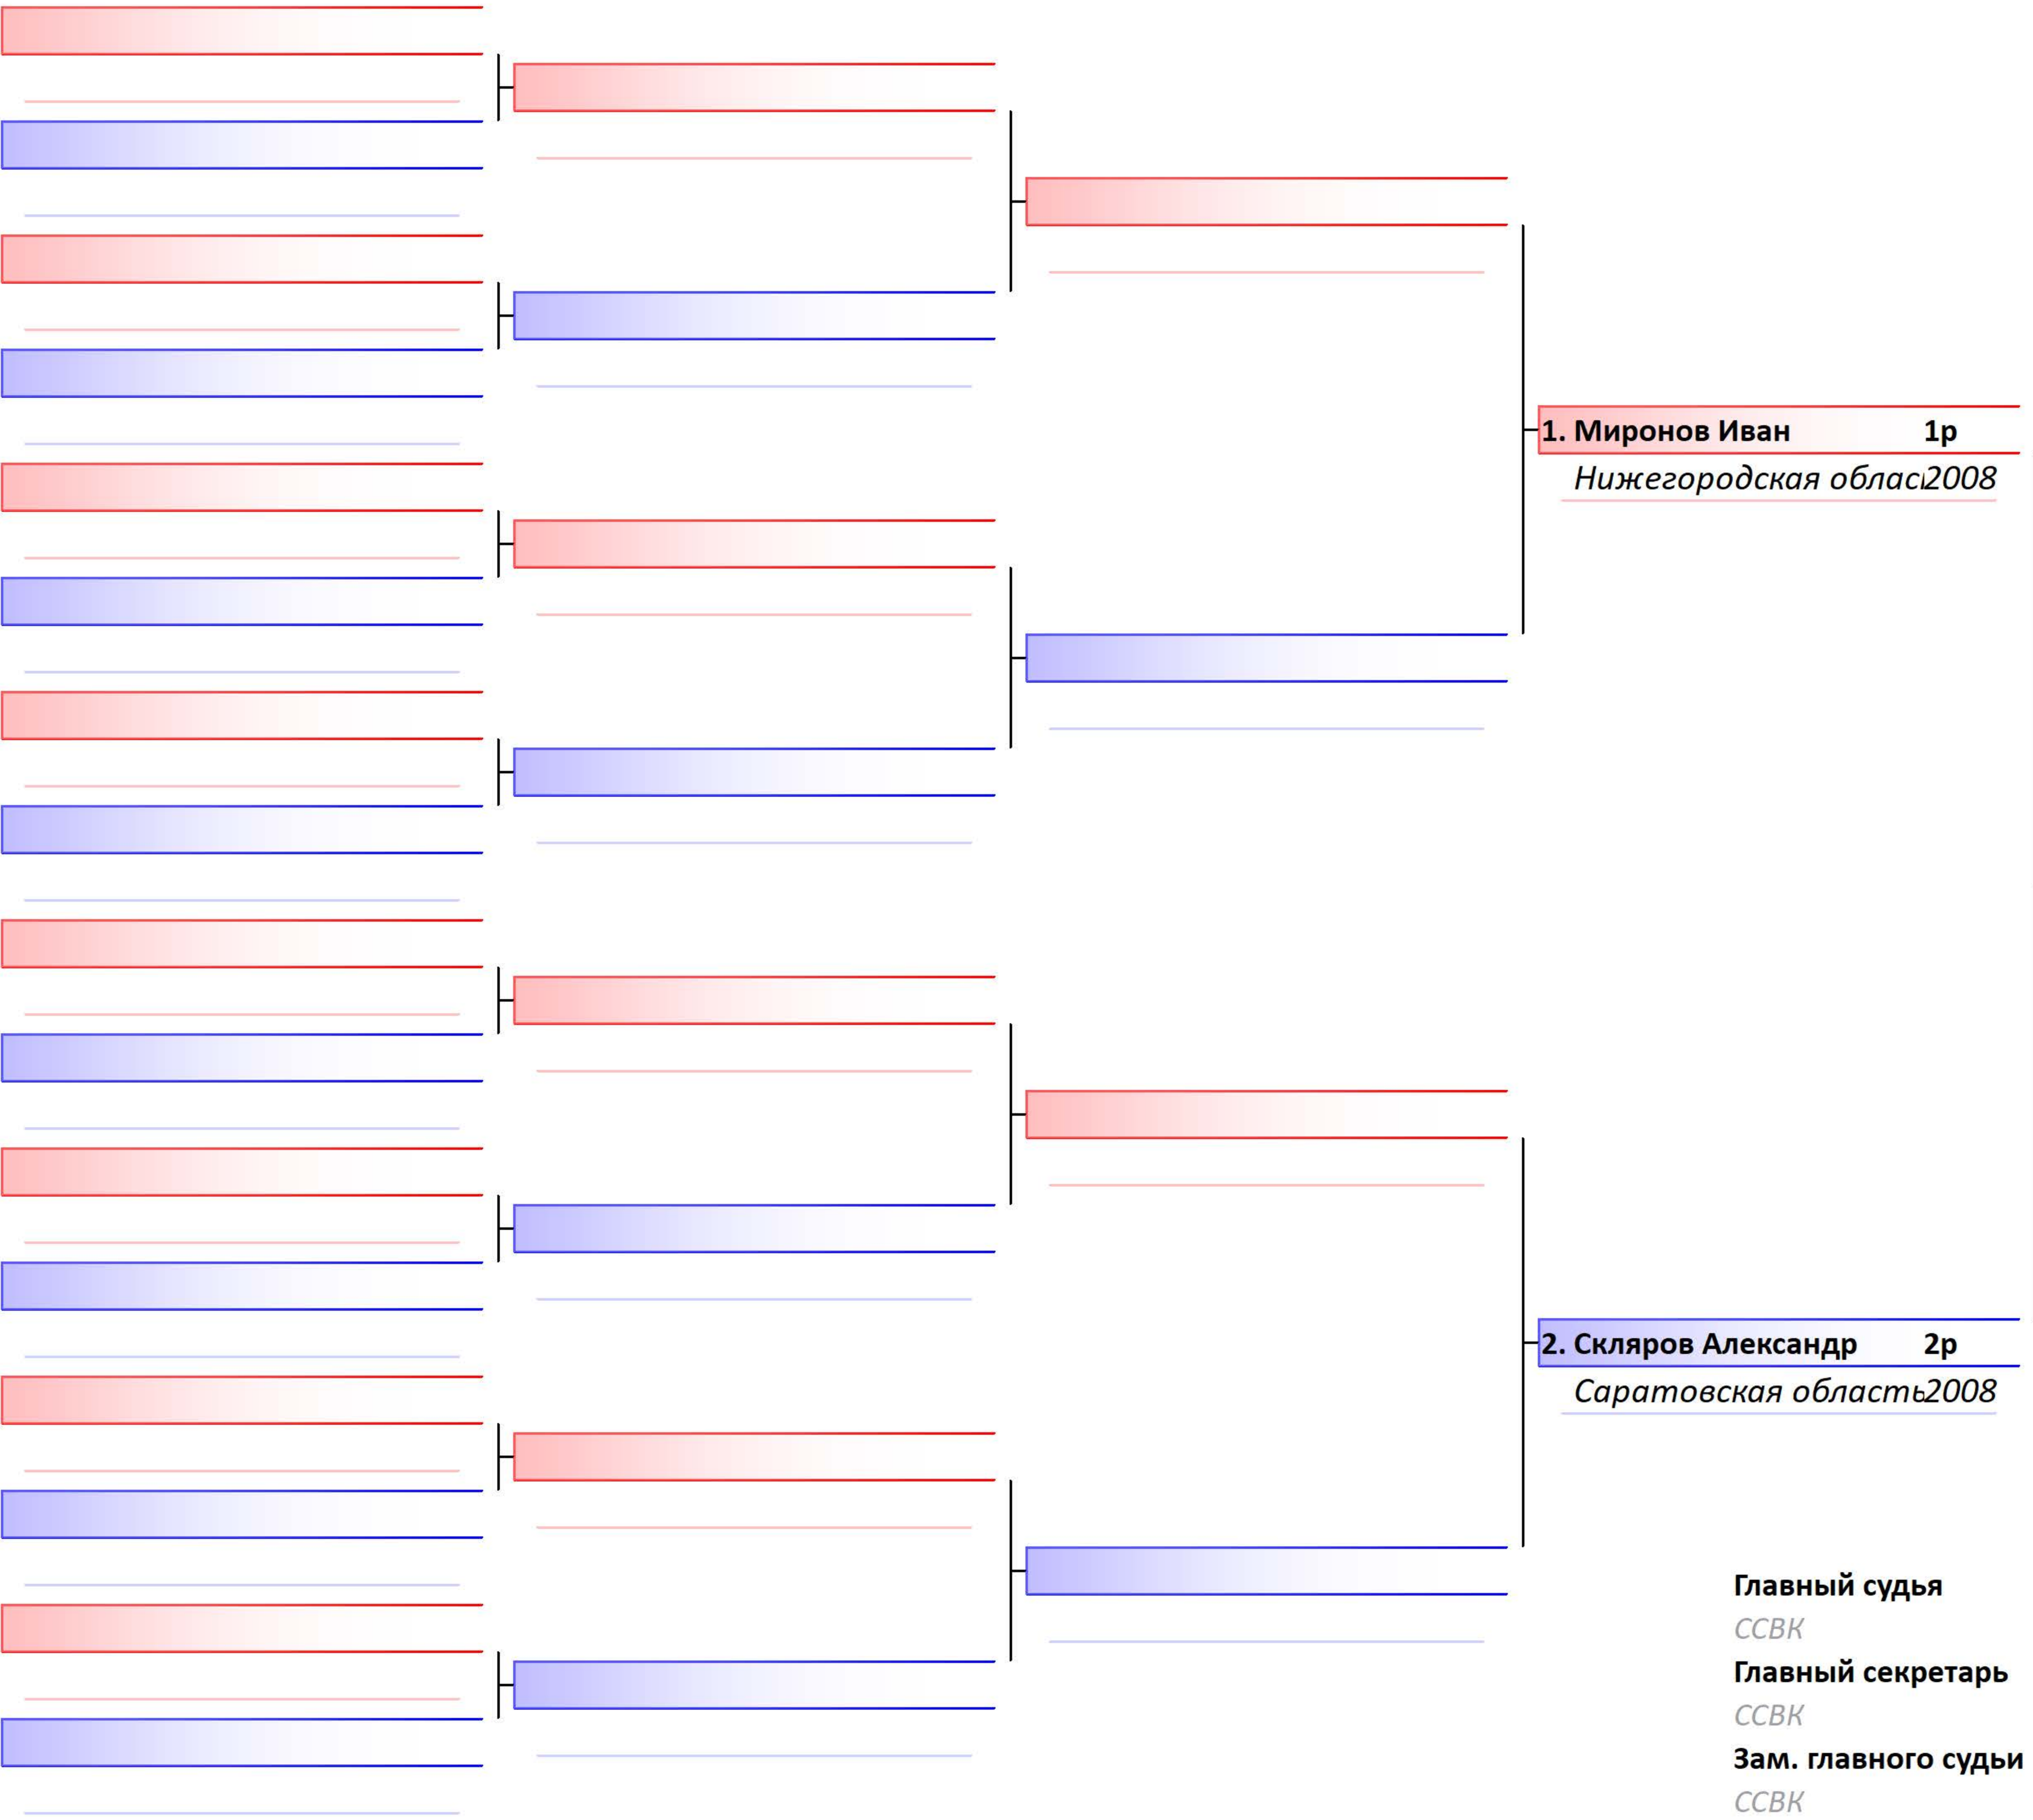 1. Миронов Иван 1р
Нижегородская облас 2008
2. Скляров Александр 2р
Саратовская область 2008
Главный судья
ССВК
Главный секретарь
ССВК
Зам. главного судьи
ССВК